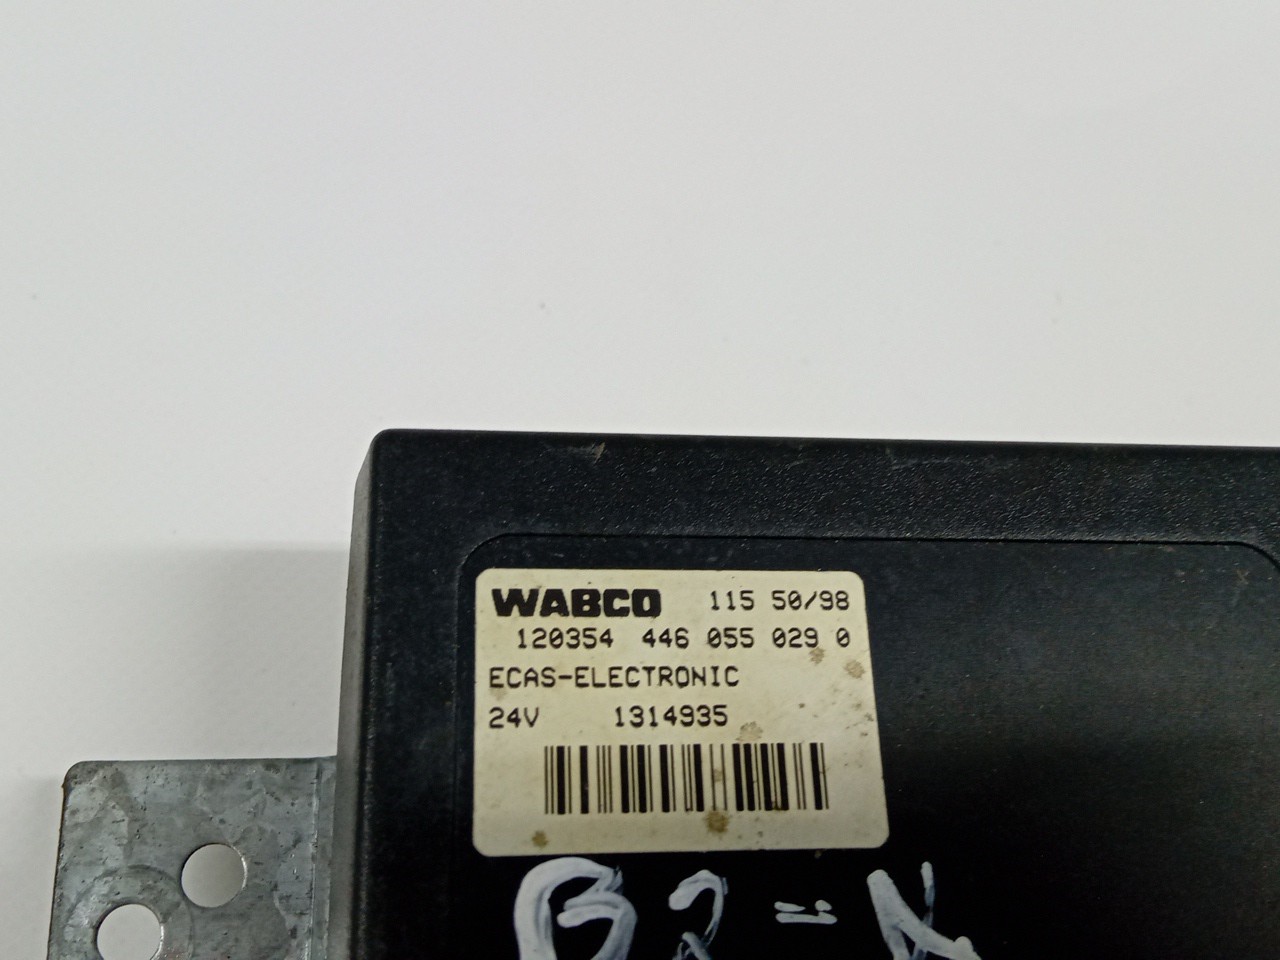 WABCO 115 50/98
120354 446 055 029 0
ECAS-ELECTRONIC
24V 1314935